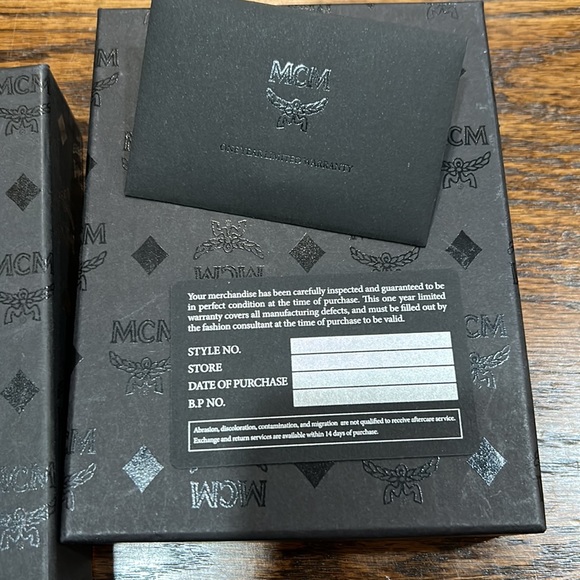 MCM
ONE YEAR LIMITED WARRANTY
MCM
MCM
MCM
MCM
Your merchandise has been carefully inspected and guaranteed to be
in perfect condition at the time of purchase. This one year limited
warranty covers all manufacturing defects, and must be filled out by
the fashion consultant at the time of purchase to be valid.
MCM
CM
STYLE NO.
STORE
DATE OF PURCHASE
B.P NO.
Abrasion, discoloration, contamination, and migration are not qualified to receive aftercare service.
Exchange and return services are available within 14 days of purchase.
MCM
MCM